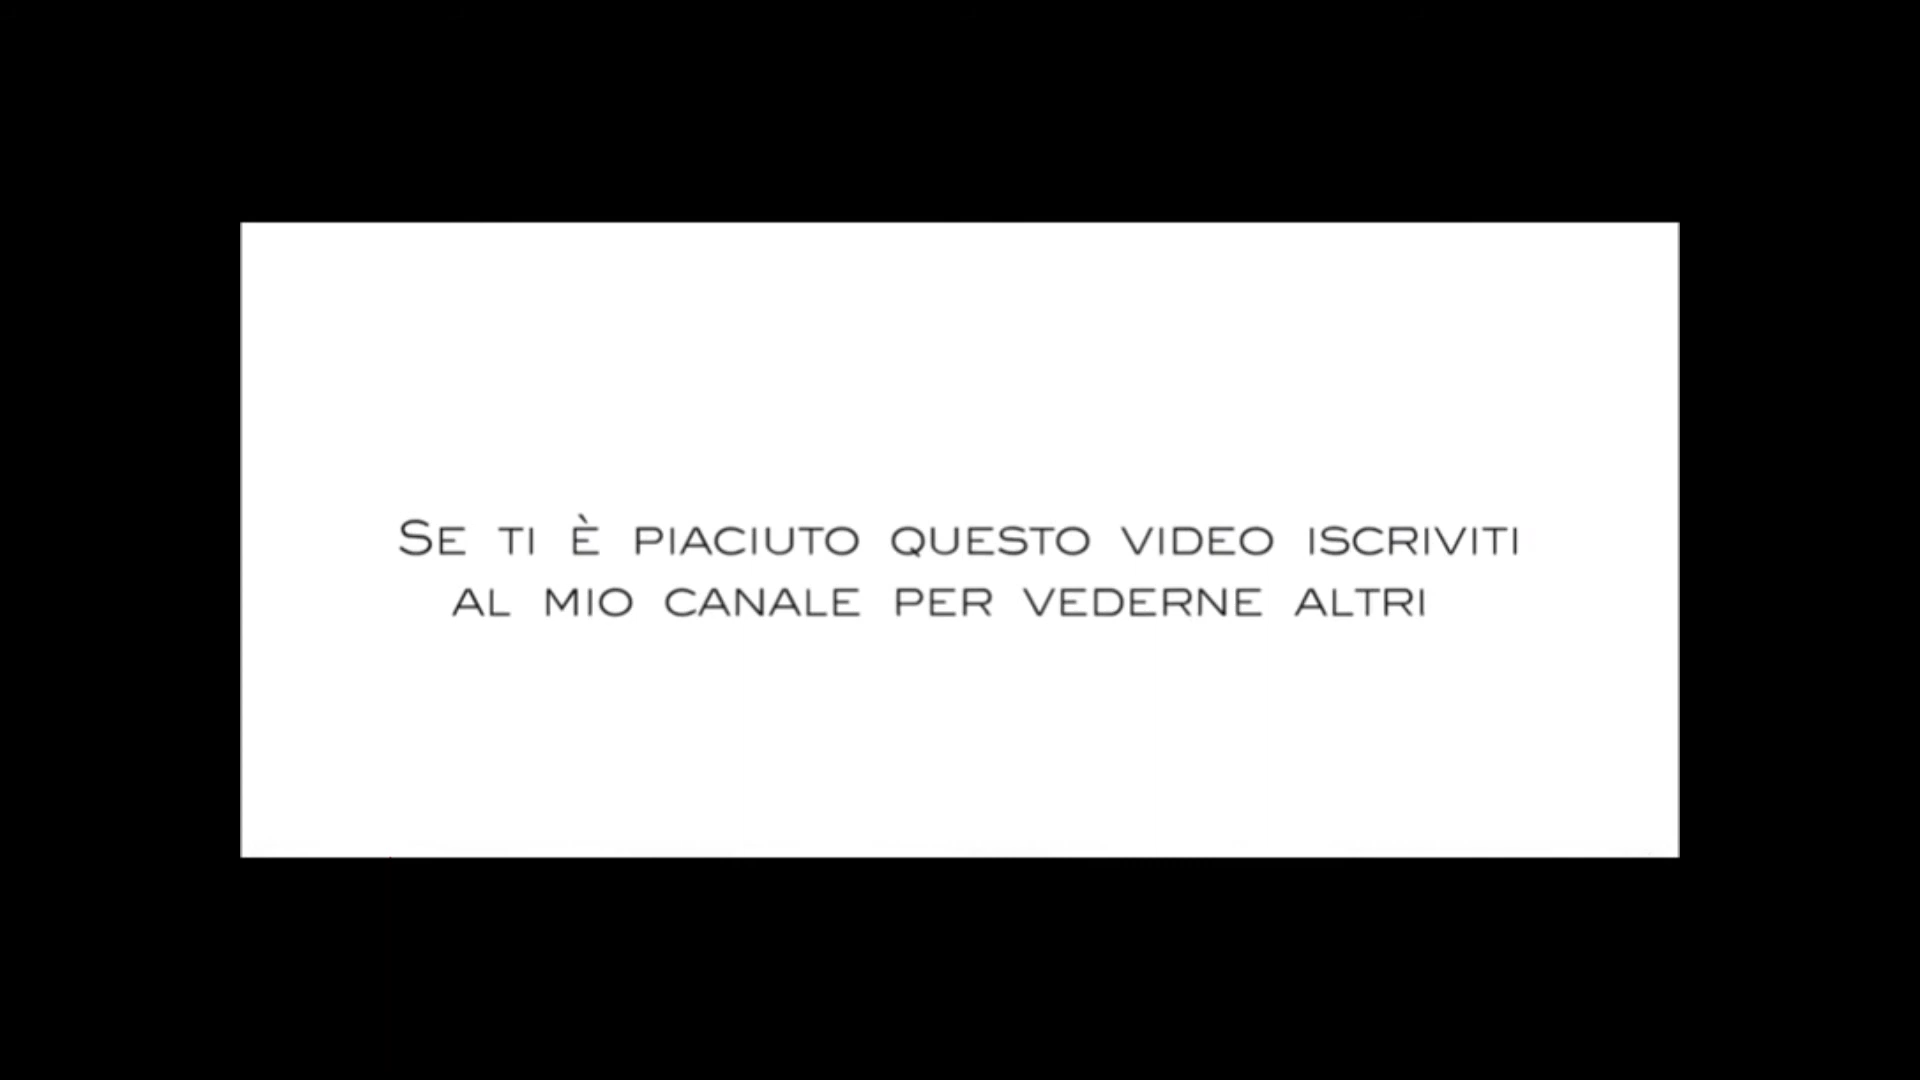 Se ti è piaciuto questo video iscriviti
al mio canale per vederne altri